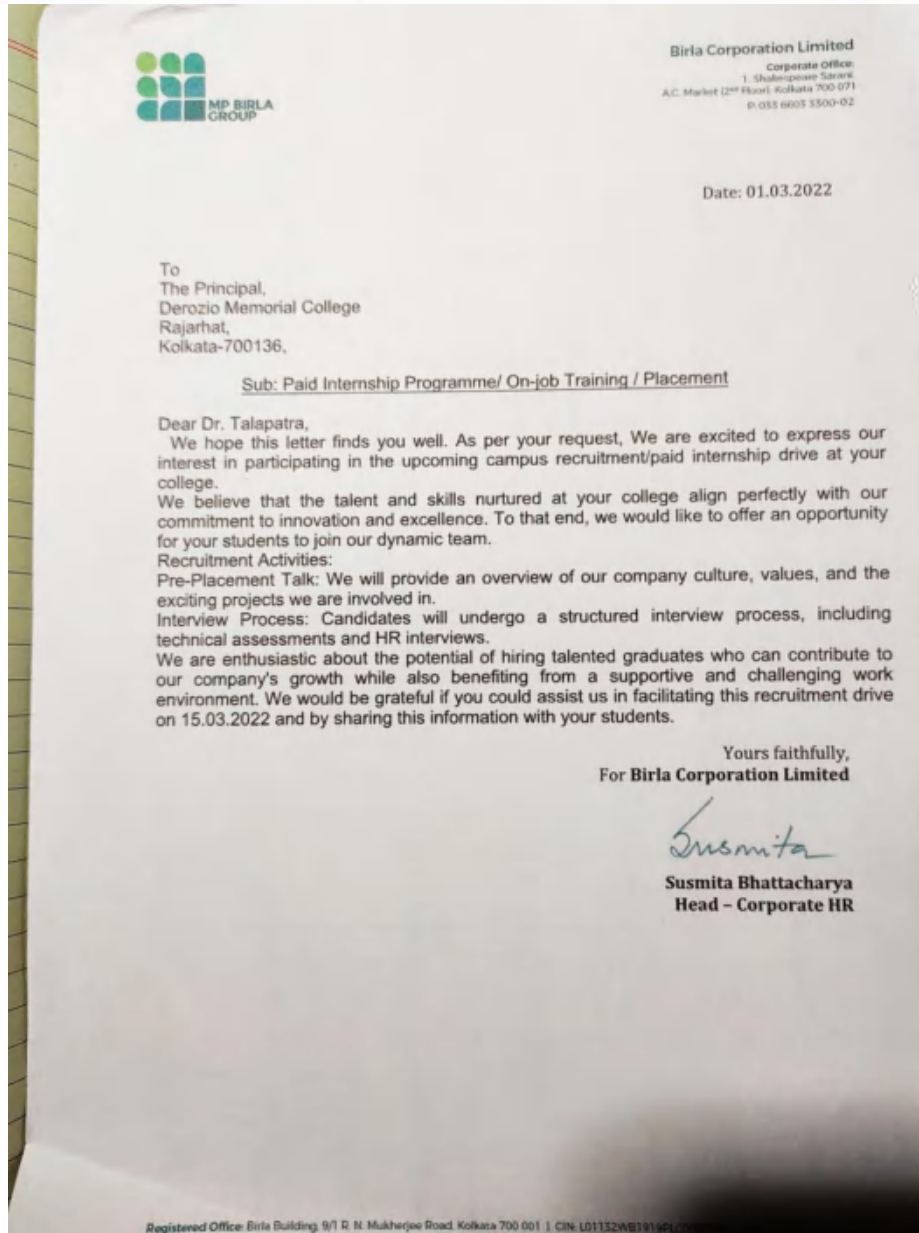 MP BIRLA
GROUP
Birla Corporation Limited
Corporate Office:
1, Shakespeare Sarani,
A.C. Market (2nd Floor), Kolkata 700 071
P: 033 6603 3300-02
Date: 01.03.2022
To
The Principal,
Derozio Memorial College
Rajarhat,
Kolkata-700136,
Sub: Paid Internship Programme/ On-job Training / Placement
Dear Dr. Talapatra,
We hope this letter finds you well. As per your request, We are excited to express our
interest in participating in the upcoming campus recruitment/paid internship drive at your
college.
We believe that the talent and skills nurtured at your college align perfectly with our
commitment to innovation and excellence. To that end, we would like to offer an opportunity
for your students to join our dynamic team.
Recruitment Activities:
Pre-Placement Talk: We will provide an overview of our company culture, values, and the
exciting projects we are involved in.
Interview Process: Candidates will undergo a structured interview process, including
technical assessments and HR interviews.
We are enthusiastic about the potential of hiring talented graduates who can contribute to
our company's growth while also benefiting from a supportive and challenging work
environment. We would be grateful if you could assist us in facilitating this recruitment drive
on 15.03.2022 and by sharing this information with your students.
Yours faithfully,
For Birla Corporation Limited
Susmita
Susmita Bhattacharya
Head – Corporate HR
Registered Office: Birla Building, 9/1 R. N. Mukherjee Road, Kolkata 700 001 | CIN: